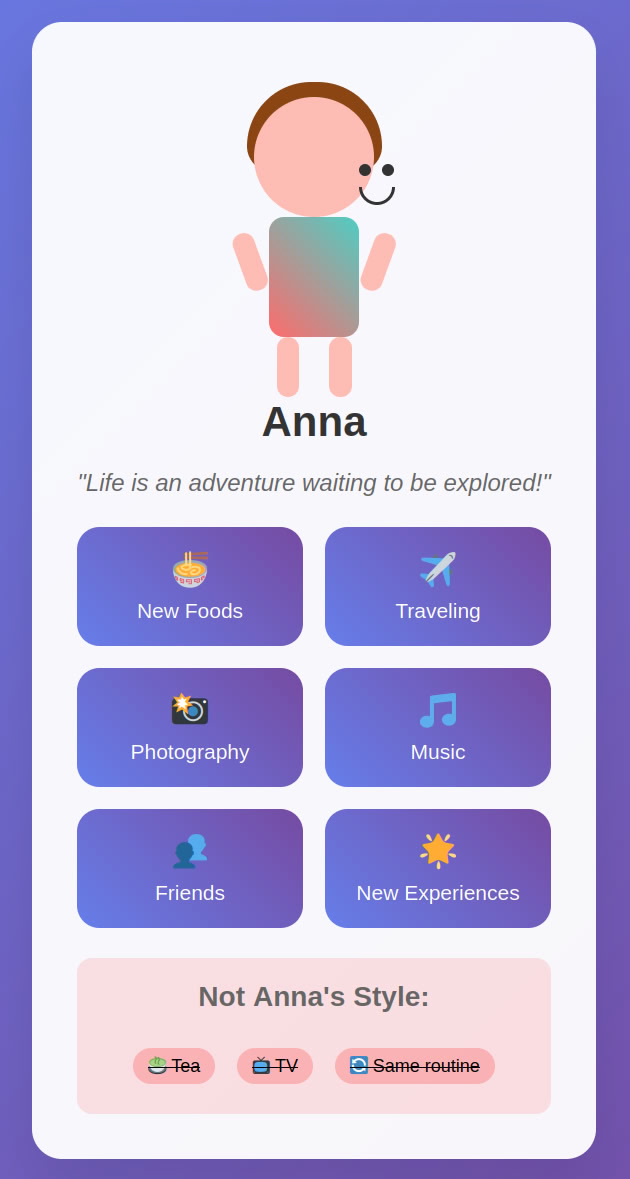 Anna
"Life is an adventure waiting to be explored!"
New Foods
Traveling
Photography
Music
Friends
New Experiences
Not Anna's Style:
Tea
TV
Same routine